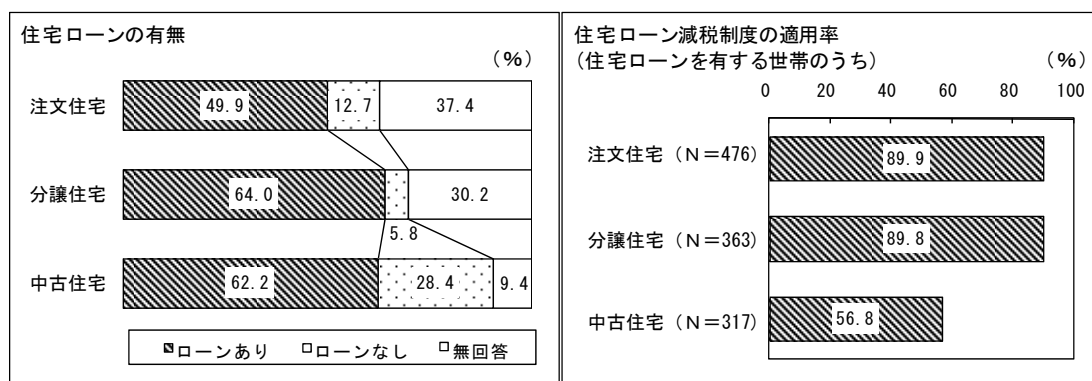 住宅ローンの有無
（%）
注文住宅
49.9
12.7
37.4
分譲住宅
64.0
30.2
5.8
中古住宅
62.2
28.4
9.4
ローンあり ローンなし 無回答
住宅ローン減税制度の適用率
（住宅ローンを有する世帯のうち）
（%）
0 20 40 60 80 100
注文住宅（N＝476）
89.9
分譲住宅（N＝363）
89.8
中古住宅（N＝317）
56.8